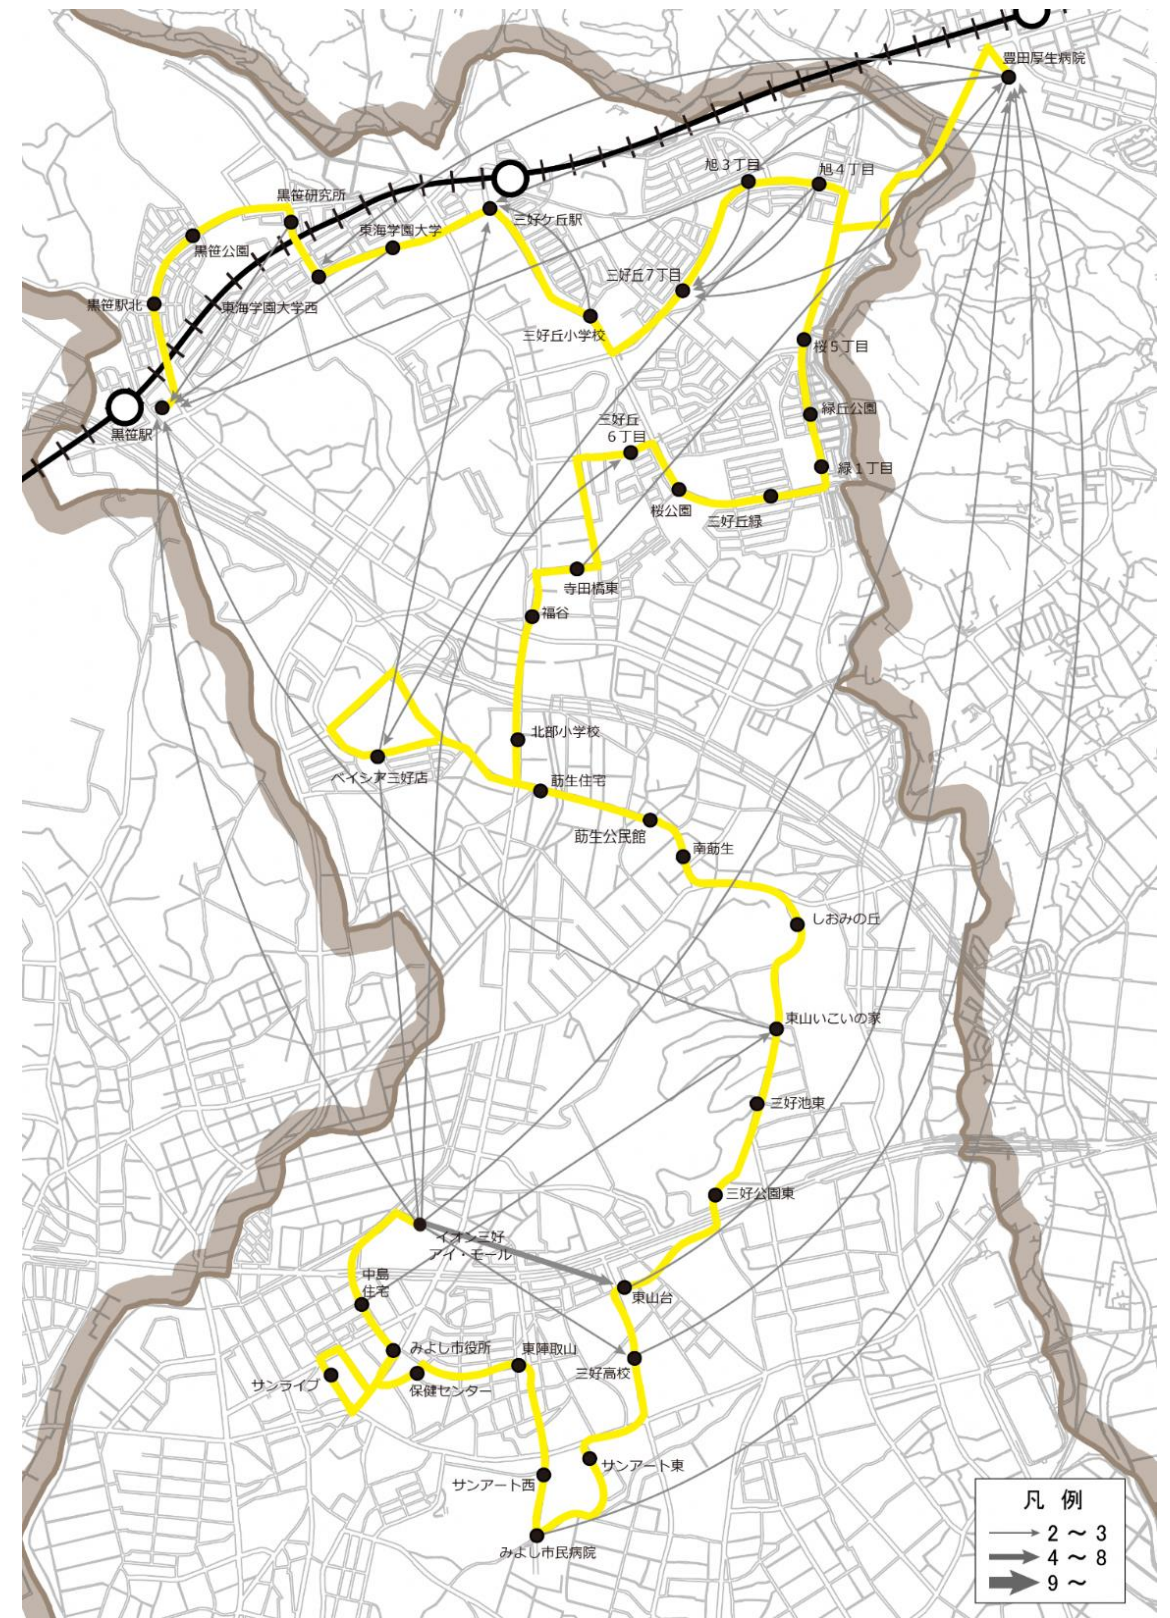 豊田厚生病院
旭3丁目
旭4丁目
黒笹研究所
三好ケ丘駅
東海学園大学
黒笹公園
三好丘7丁目
黒笹駅北
東海学園大学西
三好丘小学校
桜5丁目
緑丘公園
黒笹駅
三好丘
6丁目
緑1丁目
桜公園
三好丘緑
寺田橋東
福谷
北部小学校
ベイシア三好店
莇生住宅
莇生公民館
南莇生
しおみの丘
東山いこいの家
三好池東
三好公園東
イオン三好
アイ・モール
中島
住宅
東山台
みよし市役所
東陣取山
三好高校
サンライブ
保健センター
サンアート東
サンアート西
みよし市民病院
凡 例
2 ～ 3
4 ～ 8
9 ～